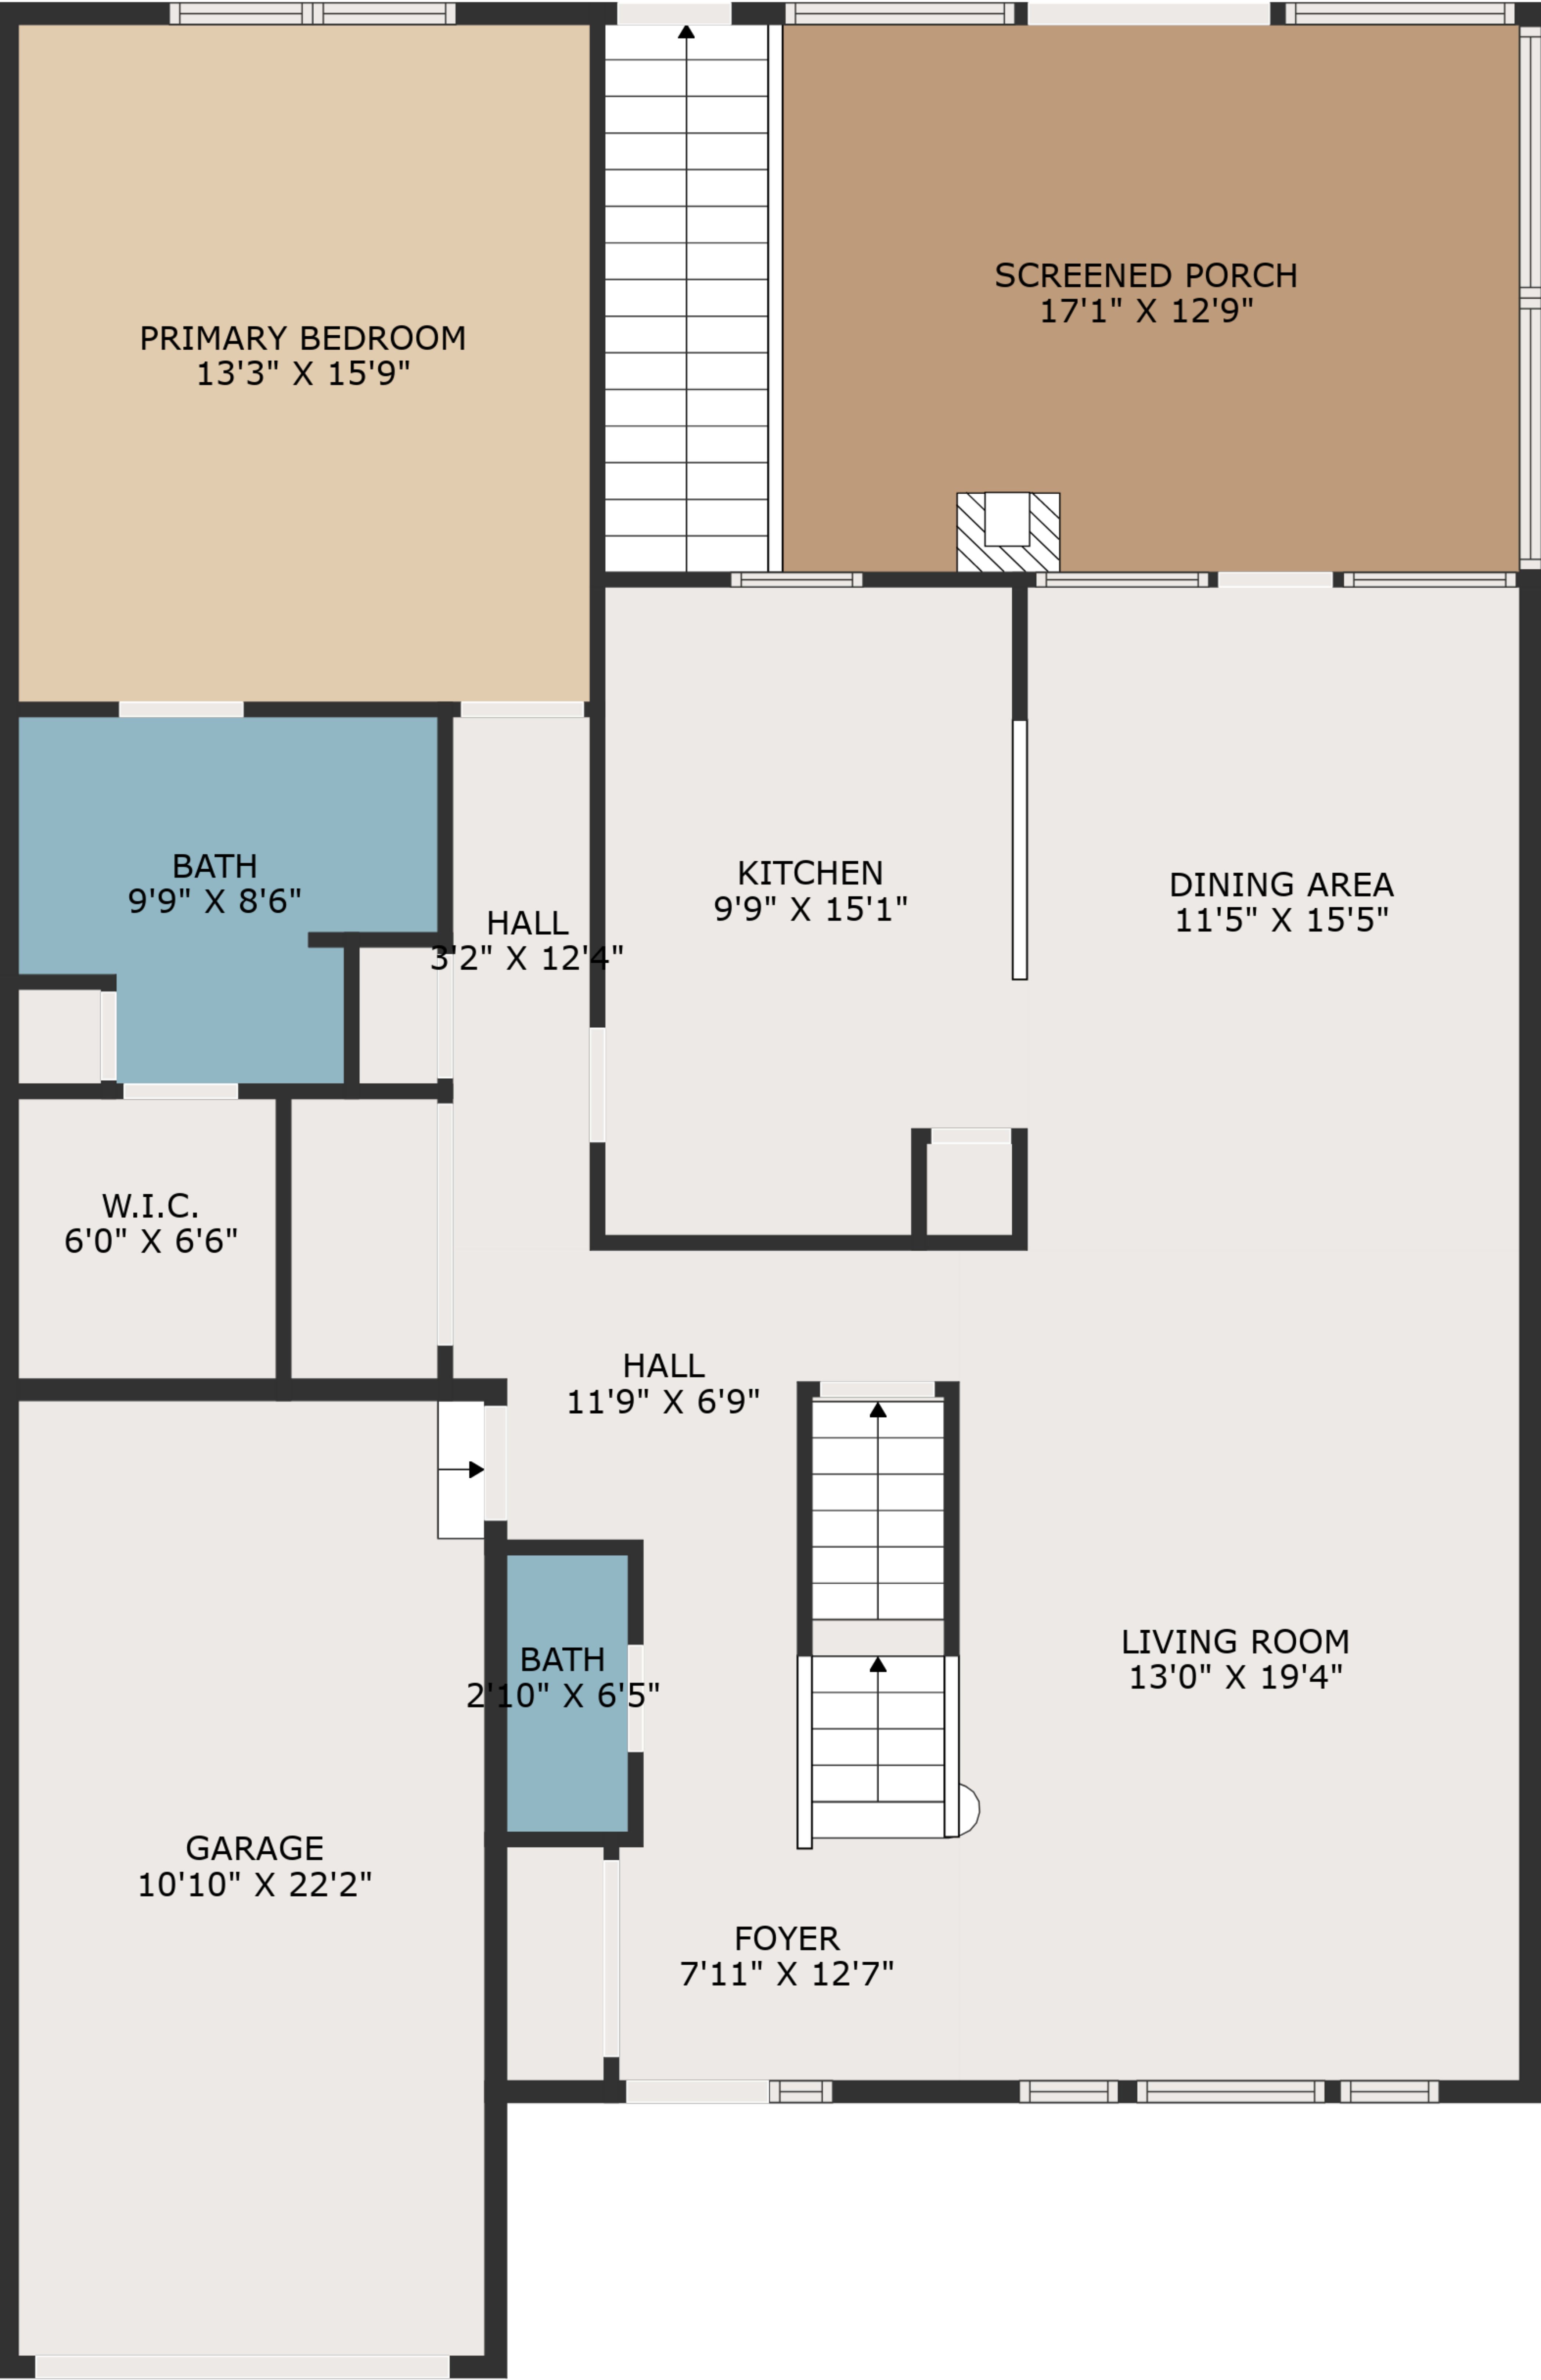 SCREENED PORCH
17'1" X 12'9"
PRIMARY BEDROOM
13'3" X 15'9"
BATH
9'9" X 8'6"
KITCHEN
9'9" X 15'1"
DINING AREA
11'5" X 15'5"
HALL
3'2" X 12'4"
W.I.C.
6'0" X 6'6"
HALL
11'9" X 6'9"
LIVING ROOM
13'0" X 19'4"
BATH
2'10" X 6'5"
GARAGE
10'10" X 22'2"
FOYER
7'11" X 12'7"